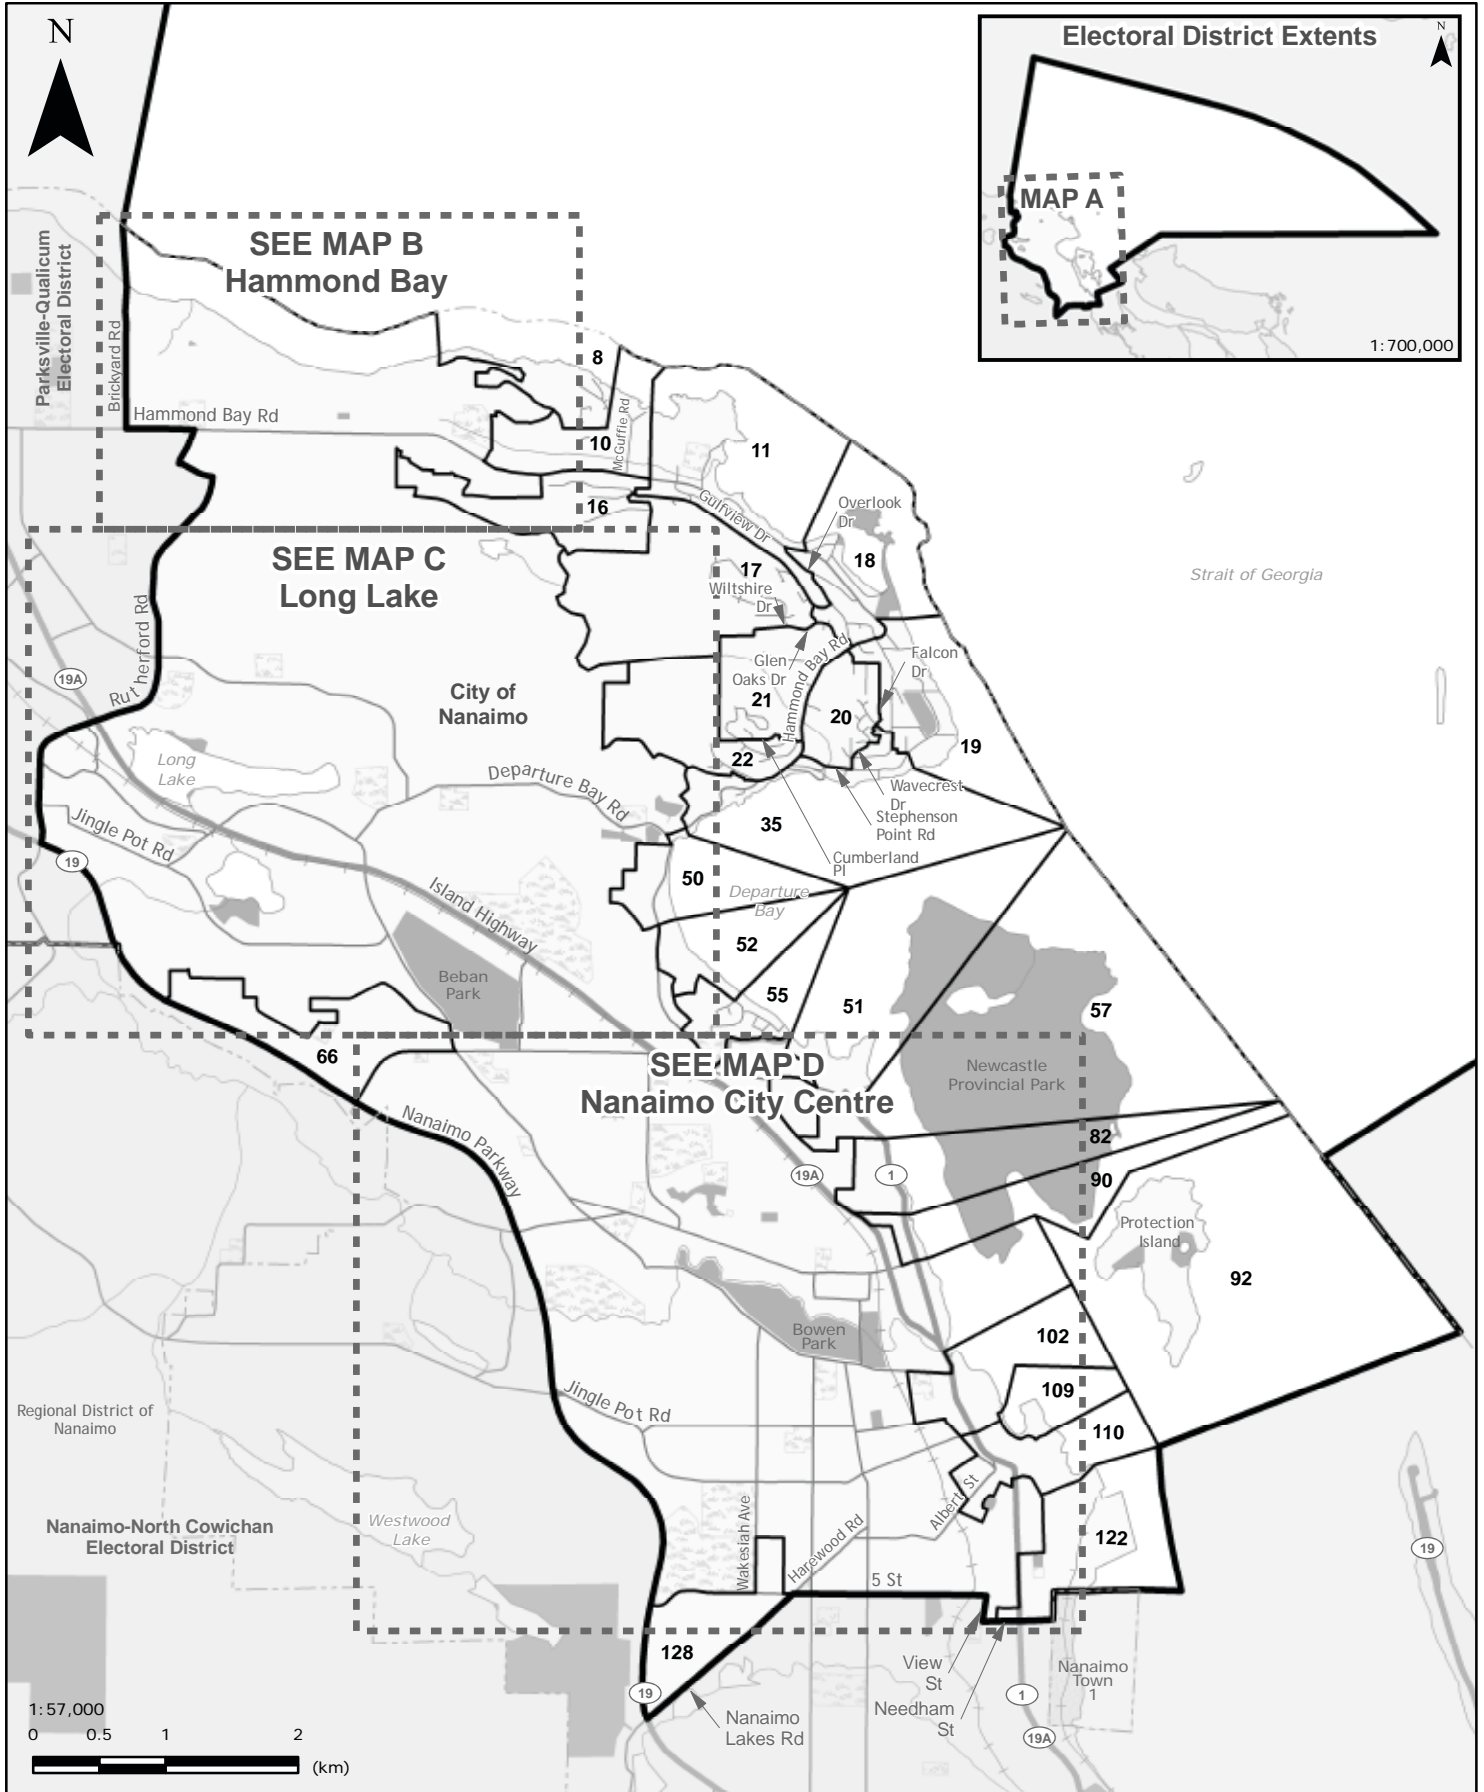 N
Electoral District Extents
N
MAP A
1:700,000
SEE MAP B
Hammond Bay
Parksville-Qualicum
Electoral District
Brickyard Rd
Hammond Bay Rd
8
10
McGuffie Rd
11
16
Gulfview Dr
Overlook
Dr
18
Strait of Georgia
SEE MAP C
Long Lake
17
Wiltshire
Dr
Rutherford Rd
19A
City of
Nanaimo
Glen
Oaks Dr
Hammond Bay Rd
Falcon
Dr
21
20
19
22
Long
Lake
Departure Bay Rd
Wavecrest
Dr
Stephenson
Point Rd
35
Cumberland
Pl
Jingle Pot Rd
19
Island Highway
50
Departure
Bay
52
Beban
Park
55
51
57
66
SEE MAP D
Nanaimo City Centre
Newcastle
Provincial Park
Nanaimo Parkway
82
19A
1
90
Protection
Island
92
Bowen
Park
102
109
Jingle Pot Rd
110
Regional District of
Nanaimo
Westwood
Lake
Nanaimo-North Cowichan
Electoral District
Wakesiah Ave
Harewood Rd
Albert St
122
19
5 St
128
View
St
Needham
St
Nanaimo
Town
1
19
1
Nanaimo
Lakes Rd
19A
1:57,000
0 0.5 1 2
(km)